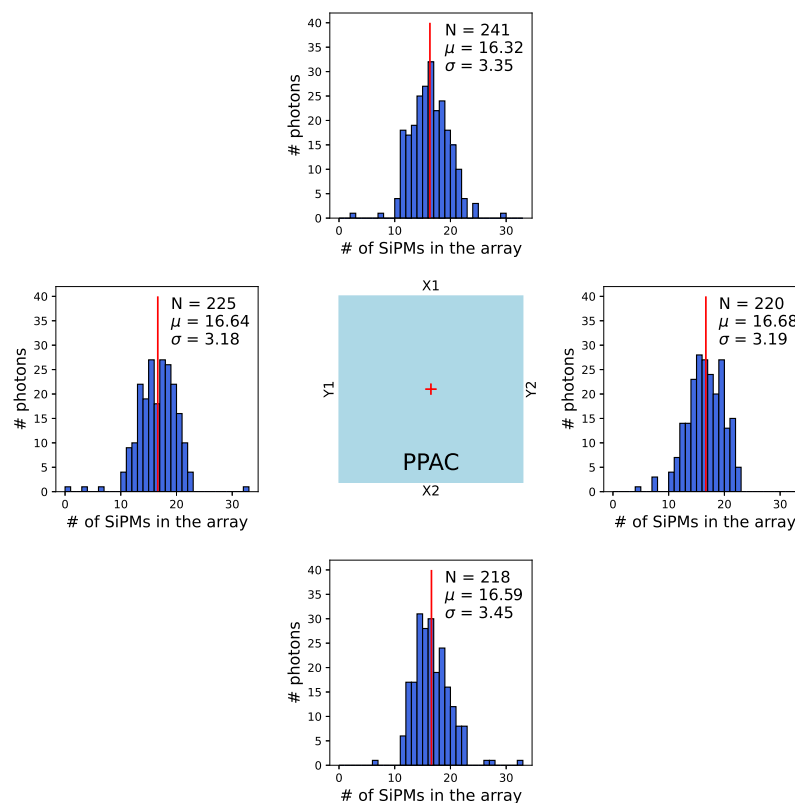 N = 241
μ = 16.32
σ = 3.35
# photons
40
35
30
25
20
15
10
5
0
0 10 20 30
# of SiPMs in the array
N = 225
μ = 16.64
σ = 3.18
# photons
40
35
30
25
20
15
10
5
0
0 10 20 30
# of SiPMs in the array
X1
Y1
Y2
PPAC
X2
N = 220
μ = 16.68
σ = 3.19
# photons
40
35
30
25
20
15
10
5
0
0 10 20 30
# of SiPMs in the array
N = 218
μ = 16.59
σ = 3.45
# photons
40
35
30
25
20
15
10
5
0
0 10 20 30
# of SiPMs in the array